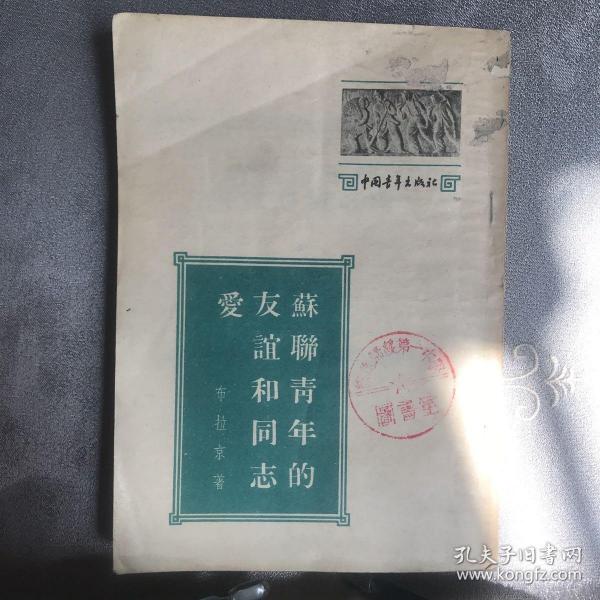 中国青年出版社
蘇聯青年的
友誼和同志
愛
布拉京著
圖書室
孔夫子旧书网
www.kongfz.com